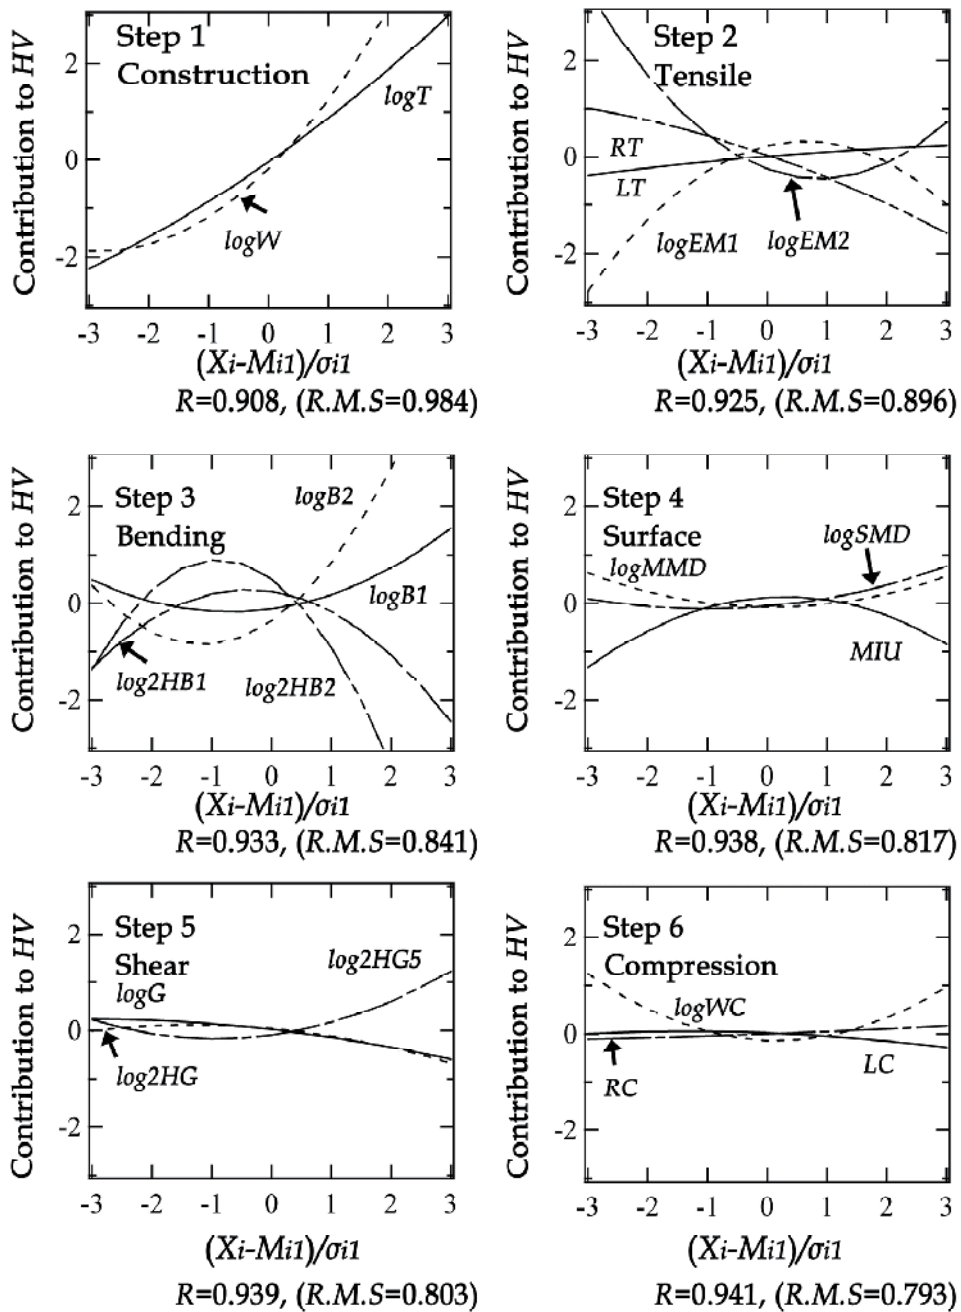 Contribution to HV
2
0
-2
Step 1
Construction
logT
logW
-3 -2 -1 0 1 2 3
(Xi-Mi1)/σi1
R=0.908, (R.M.S=0.984)
Contribution to HV
2
0
-2
Step 2
Tensile
RT
LT
logEM1
logEM2
-3 -2 -1 0 1 2 3
(Xi-Mi1)/σi1
R=0.925, (R.M.S=0.896)
Contribution to HV
2
0
-2
Step 3
Bending
logB2
logB1
log2HB1
log2HB2
-3 -2 -1 0 1 2 3
(Xi-Mi1)/σi1
R=0.933, (R.M.S=0.841)
Contribution to HV
2
0
-2
Step 4
Surface
logSMD
logMMD
MIU
-3 -2 -1 0 1 2 3
(Xi-Mi1)/σi1
R=0.938, (R.M.S=0.817)
Contribution to HV
2
0
-2
Step 5
Shear
log2HG5
logG
log2HG
-3 -2 -1 0 1 2 3
(Xi-Mi1)/σi1
R=0.939, (R.M.S=0.803)
Contribution to HV
2
0
-2
Step 6
Compression
logWC
LC
RC
-3 -2 -1 0 1 2 3
(Xi-Mi1)/σi1
R=0.941, (R.M.S=0.793)